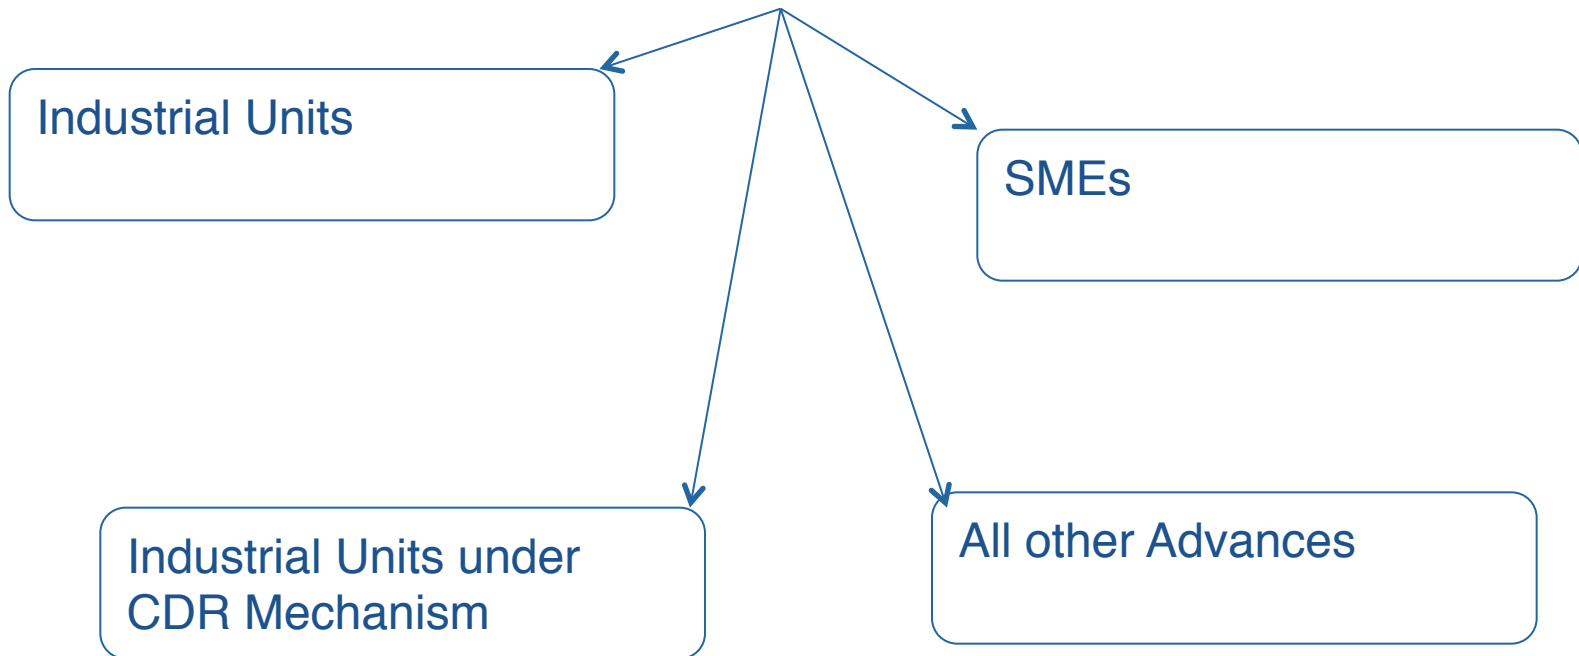 Industrial Units
SMEs
Industrial Units under
CDR Mechanism
All other Advances